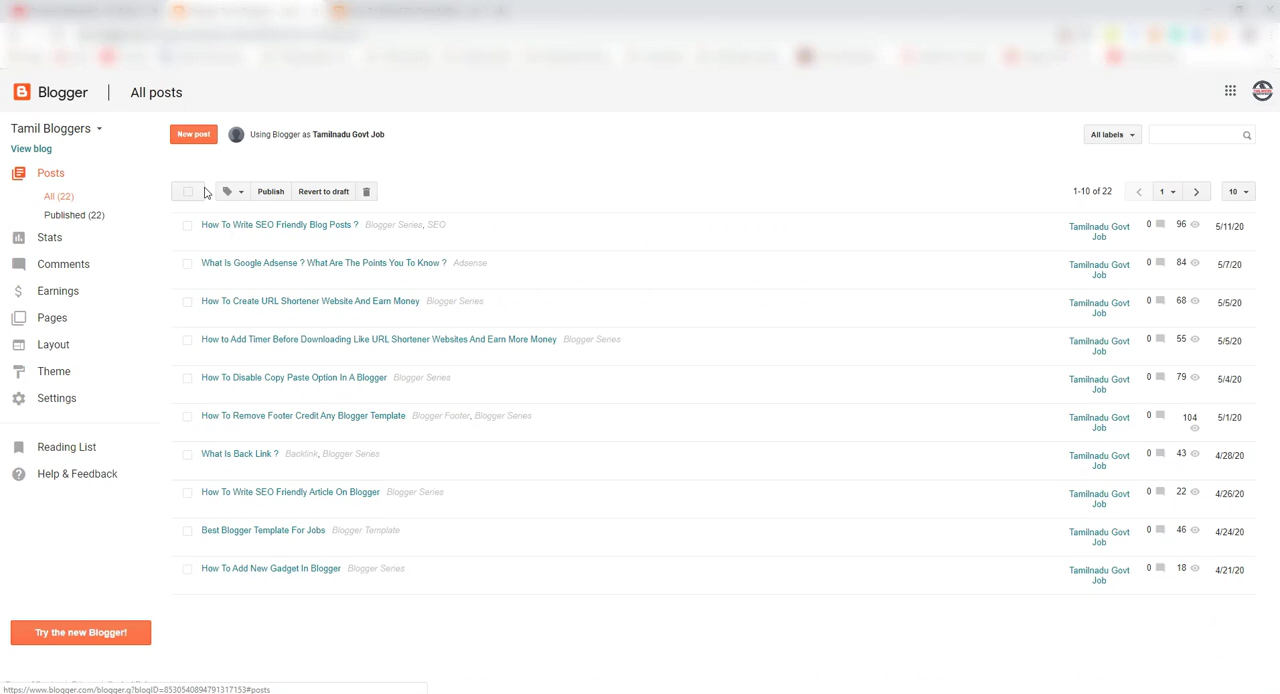 Blogger All posts
Tamil Bloggers
View blog
Posts
All (22)
Published (22)
Stats
Comments
Earnings
Pages
Layout
Theme
Settings
Reading List
Help & Feedback
Try the new Blogger!
New post Using Blogger as Tamilnadu Govt Job All labels
Publish Revert to draft 1-10 of 22 1 10
How To Write SEO Friendly Blog Posts ? Blogger Series, SEO Tamilnadu Govt Job 0 96 5/11/20
What Is Google Adsense ? What Are The Points You To Know ? Adsense Tamilnadu Govt Job 0 84 5/7/20
How To Create URL Shortener Website And Earn Money Blogger Series Tamilnadu Govt Job 0 68 5/5/20
How to Add Timer Before Downloading Like URL Shortener Websites And Earn More Money Blogger Series Tamilnadu Govt Job 0 55 5/5/20
How To Disable Copy Paste Option In A Blogger Blogger Series Tamilnadu Govt Job 0 79 5/4/20
How To Remove Footer Credit Any Blogger Template Blogger Footer, Blogger Series Tamilnadu Govt Job 0 104 5/1/20
What Is Back Link ? Backlink, Blogger Series Tamilnadu Govt Job 0 43 4/28/20
How To Write SEO Friendly Article On Blogger Blogger Series Tamilnadu Govt Job 0 22 4/26/20
Best Blogger Template For Jobs Blogger Template Tamilnadu Govt Job 0 46 4/24/20
How To Add New Gadget In Blogger Blogger Series Tamilnadu Govt Job 0 18 4/21/20
https://www.blogger.com/blogger.g?blogID=8530540894791317153#posts